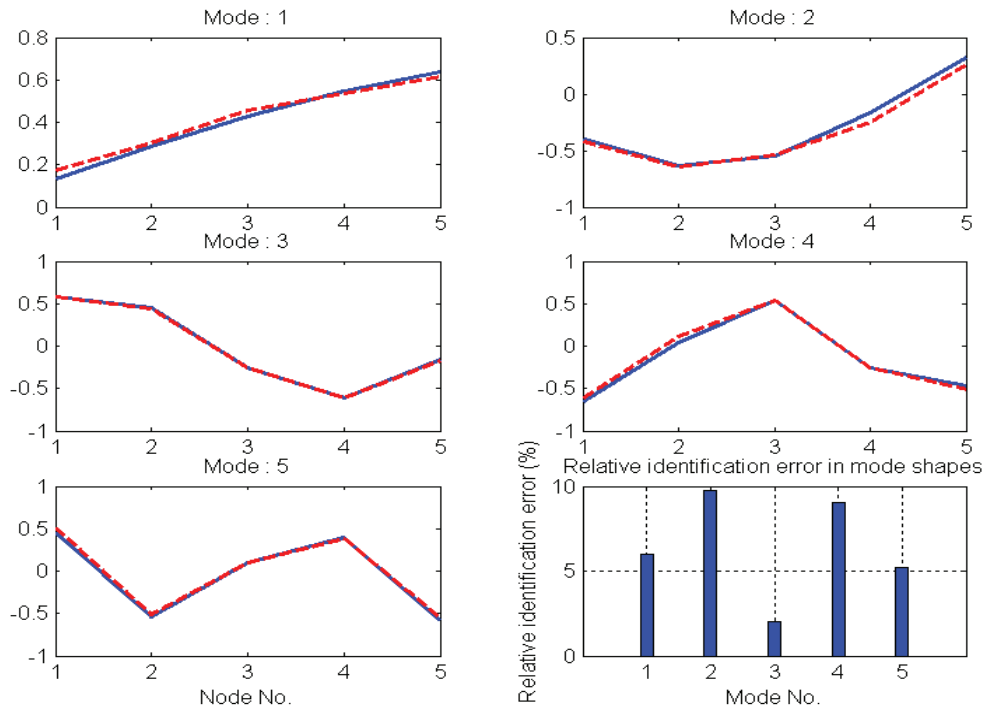 Mode : 1
0.8
0.6
0.4
0.2
0
1 2 3 4 5
Mode : 2
0.5
0
-0.5
-1
1 2 3 4 5
Mode : 3
1
0.5
0
-0.5
-1
1 2 3 4 5
Mode : 4
1
0.5
0
-0.5
-1
1 2 3 4 5
Mode : 5
1
0.5
0
-0.5
-1
1 2 3 4 5
Node No.
Relative identification error in mode shapes
Relative identification error (%)
10
5
0
1 2 3 4 5
Mode No.